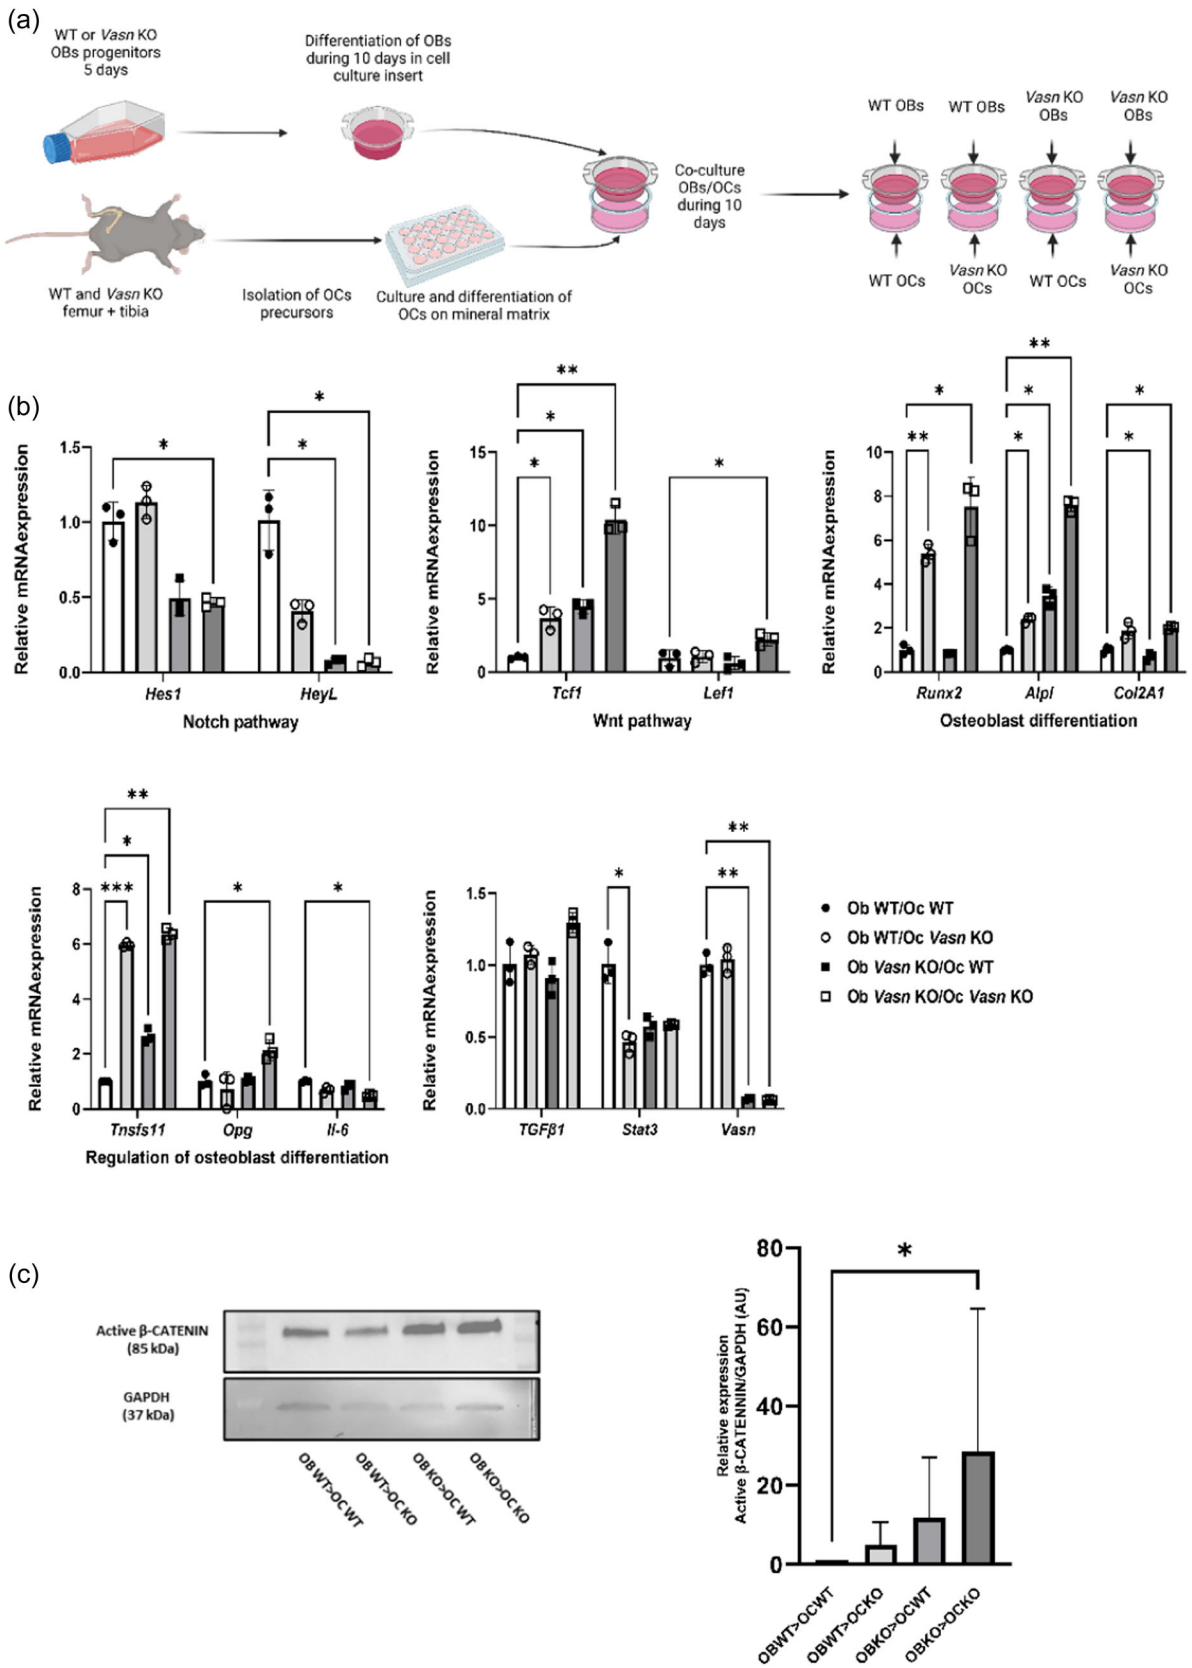 (a)
WT or Vasn KO
OBs progenitors
5 days
Differentiation of OBs
during 10 days in cell
culture insert
WT and Vasn KO
femur + tibia
Isolation of OCs
precursors
Culture and differentiation of
OCs on mineral matrix
Co-culture
OBs/OCs
during 10
days
WT OBs
WT OBs
Vasn KO
OBs
Vasn KO
OBs
WT OCs
Vasn KO
OCs
WT OCs
Vasn KO
OCs
(b)
Relative mRNAexpression
1.5
1.0
0.5
0.0
*
*
*
Hes1
HeyL
Notch pathway
Relative mRNAexpression
15
10
5
0
**
*
*
*
Tcf1
Lef1
Wnt pathway
Relative mRNAexpression
10
8
6
4
2
0
*
**
**
*
*
*
*
Runx2
Alpl
Col2A1
Osteoblast differentiation
Relative mRNAexpression
8
6
4
2
0
**
*
***
*
*
Tnsfs11
Opg
Il-6
Regulation of osteoblast differentiation
Relative mRNAexpression
1.5
1.0
0.5
0.0
*
**
**
TGFβ1
Stat3
Vasn
Ob WT/Oc WT
Ob WT/Oc Vasn KO
Ob Vasn KO/Oc WT
Ob Vasn KO/Oc Vasn KO
(c)
Active β-CATENIN
(85 kDa)
GAPDH
(37 kDa)
OB WT>OC WT
OB WT>OC KO
OB KO>OC WT
OB KO>OC KO
Relative expression
Active β-CATENNIN/GAPDH (AU)
80
60
40
20
0
*
OBWT>OCWT
OBWT>OCKO
OBKO>OCWT
OBKO>OCKO